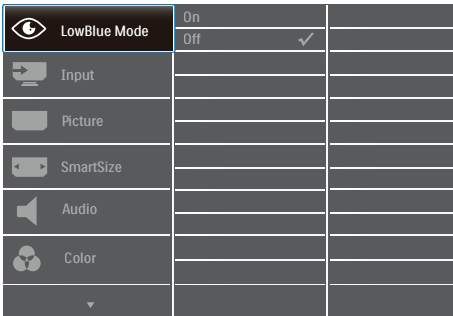 LowBlue Mode
On
Off
Input
Picture
SmartSize
Audio
Color